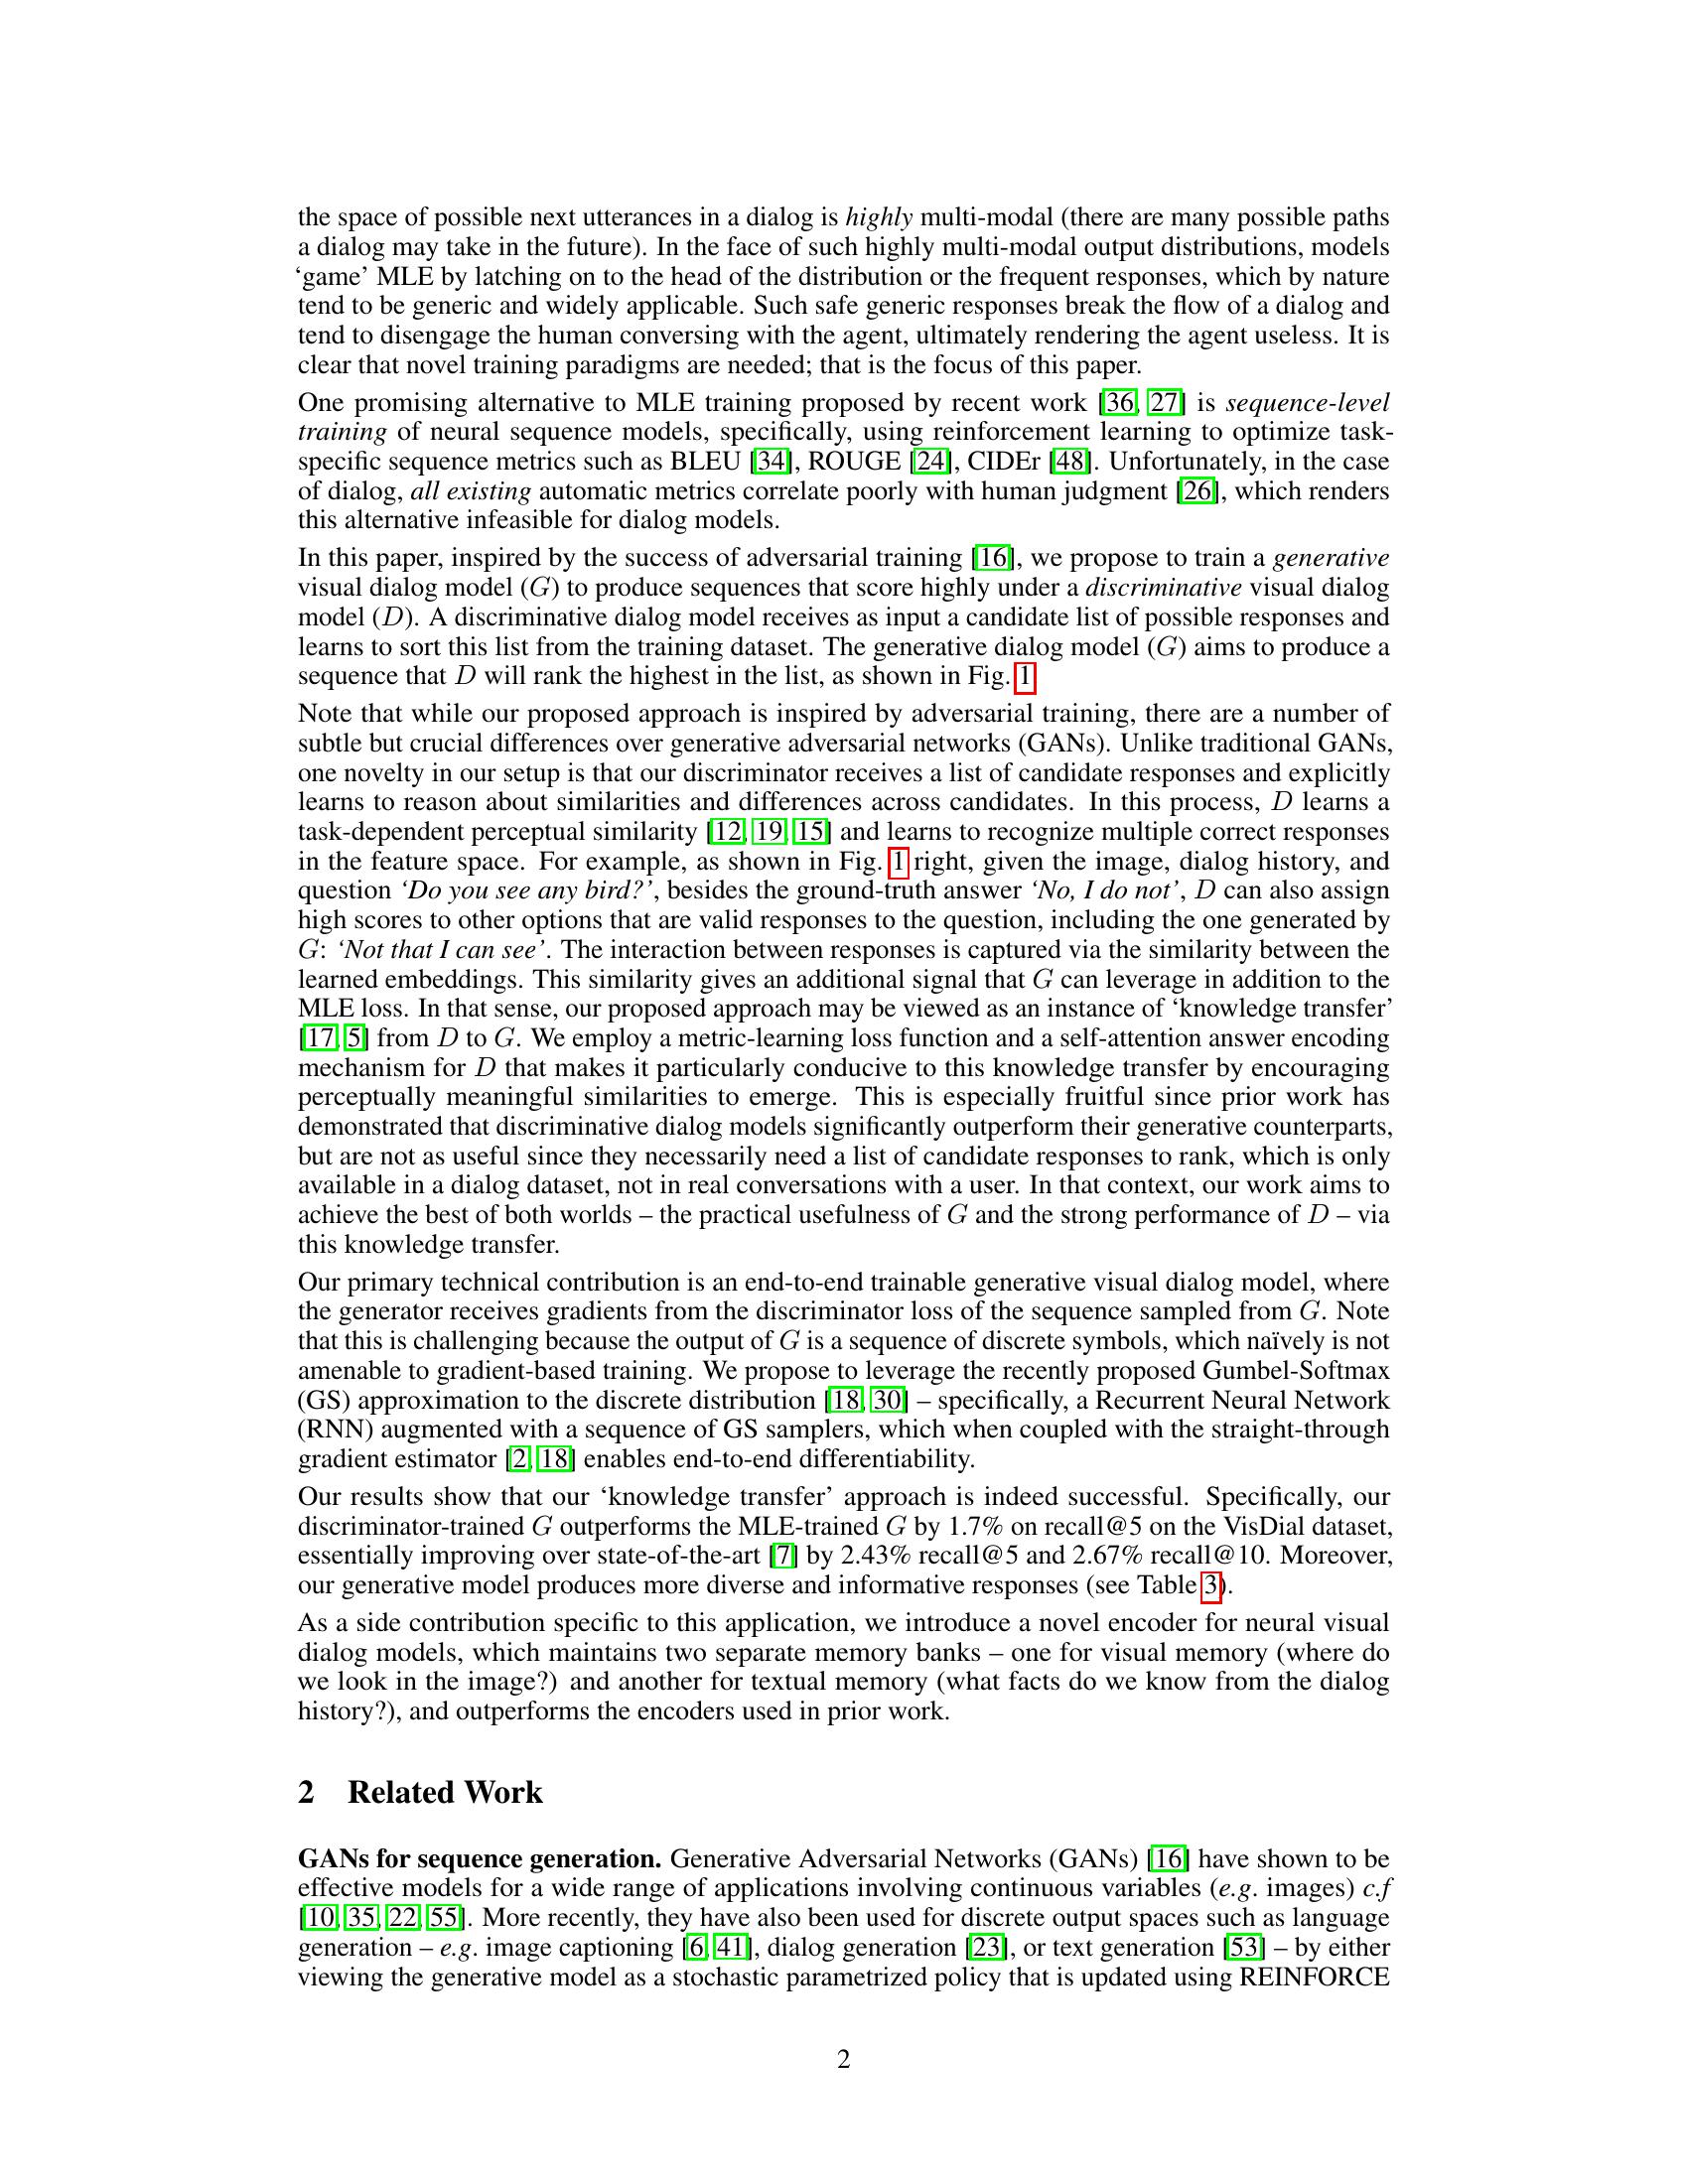 the space of possible next utterances in a dialog is highly multi-modal (there are many possible paths
a dialog may take in the future). In the face of such highly multi-modal output distributions, models
‘game’ MLE by latching on to the head of the distribution or the frequent responses, which by nature
tend to be generic and widely applicable. Such safe generic responses break the flow of a dialog and
tend to disengage the human conversing with the agent, ultimately rendering the agent useless. It is
clear that novel training paradigms are needed; that is the focus of this paper.
One promising alternative to MLE training proposed by recent work [36, 27] is sequence-level
training of neural sequence models, specifically, using reinforcement learning to optimize task-
specific sequence metrics such as BLEU [34], ROUGE [24], CIDEr [48]. Unfortunately, in the case
of dialog, all existing automatic metrics correlate poorly with human judgment [26], which renders
this alternative infeasible for dialog models.
In this paper, inspired by the success of adversarial training [16], we propose to train a generative
visual dialog model (G) to produce sequences that score highly under a discriminative visual dialog
model (D). A discriminative dialog model receives as input a candidate list of possible responses and
learns to sort this list from the training dataset. The generative dialog model (G) aims to produce a
sequence that D will rank the highest in the list, as shown in Fig. 1
Note that while our proposed approach is inspired by adversarial training, there are a number of
subtle but crucial differences over generative adversarial networks (GANs). Unlike traditional GANs,
one novelty in our setup is that our discriminator receives a list of candidate responses and explicitly
learns to reason about similarities and differences across candidates. In this process, D learns a
task-dependent perceptual similarity [12, 19, 15] and learns to recognize multiple correct responses
in the feature space. For example, as shown in Fig. 1 right, given the image, dialog history, and
question ‘Do you see any bird?’, besides the ground-truth answer ‘No, I do not’, D can also assign
high scores to other options that are valid responses to the question, including the one generated by
G: ‘Not that I can see’. The interaction between responses is captured via the similarity between the
learned embeddings. This similarity gives an additional signal that G can leverage in addition to the
MLE loss. In that sense, our proposed approach may be viewed as an instance of ‘knowledge transfer’
[17, 5] from D to G. We employ a metric-learning loss function and a self-attention answer encoding
mechanism for D that makes it particularly conducive to this knowledge transfer by encouraging
perceptually meaningful similarities to emerge. This is especially fruitful since prior work has
demonstrated that discriminative dialog models significantly outperform their generative counterparts,
but are not as useful since they necessarily need a list of candidate responses to rank, which is only
available in a dialog dataset, not in real conversations with a user. In that context, our work aims to
achieve the best of both worlds – the practical usefulness of G and the strong performance of D – via
this knowledge transfer.
Our primary technical contribution is an end-to-end trainable generative visual dialog model, where
the generator receives gradients from the discriminator loss of the sequence sampled from G. Note
that this is challenging because the output of G is a sequence of discrete symbols, which naïvely is not
amenable to gradient-based training. We propose to leverage the recently proposed Gumbel-Softmax
(GS) approximation to the discrete distribution [18, 30] – specifically, a Recurrent Neural Network
(RNN) augmented with a sequence of GS samplers, which when coupled with the straight-through
gradient estimator [2, 18] enables end-to-end differentiability.
Our results show that our ‘knowledge transfer’ approach is indeed successful. Specifically, our
discriminator-trained G outperforms the MLE-trained G by 1.7% on recall@5 on the VisDial dataset,
essentially improving over state-of-the-art [7] by 2.43% recall@5 and 2.67% recall@10. Moreover,
our generative model produces more diverse and informative responses (see Table 3).
As a side contribution specific to this application, we introduce a novel encoder for neural visual
dialog models, which maintains two separate memory banks – one for visual memory (where do
we look in the image?) and another for textual memory (what facts do we know from the dialog
history?), and outperforms the encoders used in prior work.
2 Related Work
GANs for sequence generation. Generative Adversarial Networks (GANs) [16] have shown to be
effective models for a wide range of applications involving continuous variables (e.g. images) c.f
[10, 35, 22, 55]. More recently, they have also been used for discrete output spaces such as language
generation – e.g. image captioning [6, 41], dialog generation [23], or text generation [53] – by either
viewing the generative model as a stochastic parametrized policy that is updated using REINFORCE
2